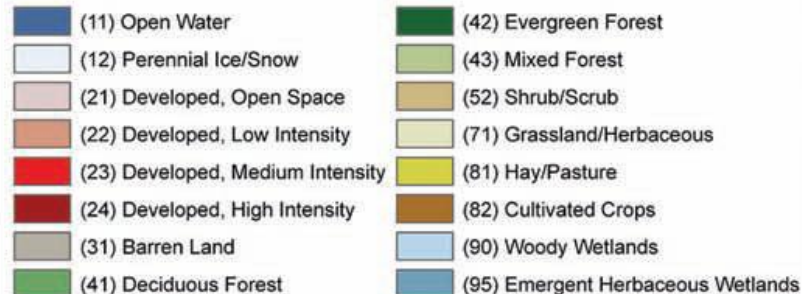 (11) Open Water
(12) Perennial Ice/Snow
(21) Developed, Open Space
(22) Developed, Low Intensity
(23) Developed, Medium Intensity
(24) Developed, High Intensity
(31) Barren Land
(41) Deciduous Forest
(42) Evergreen Forest
(43) Mixed Forest
(52) Shrub/Scrub
(71) Grassland/Herbaceous
(81) Hay/Pasture
(82) Cultivated Crops
(90) Woody Wetlands
(95) Emergent Herbaceous Wetlands